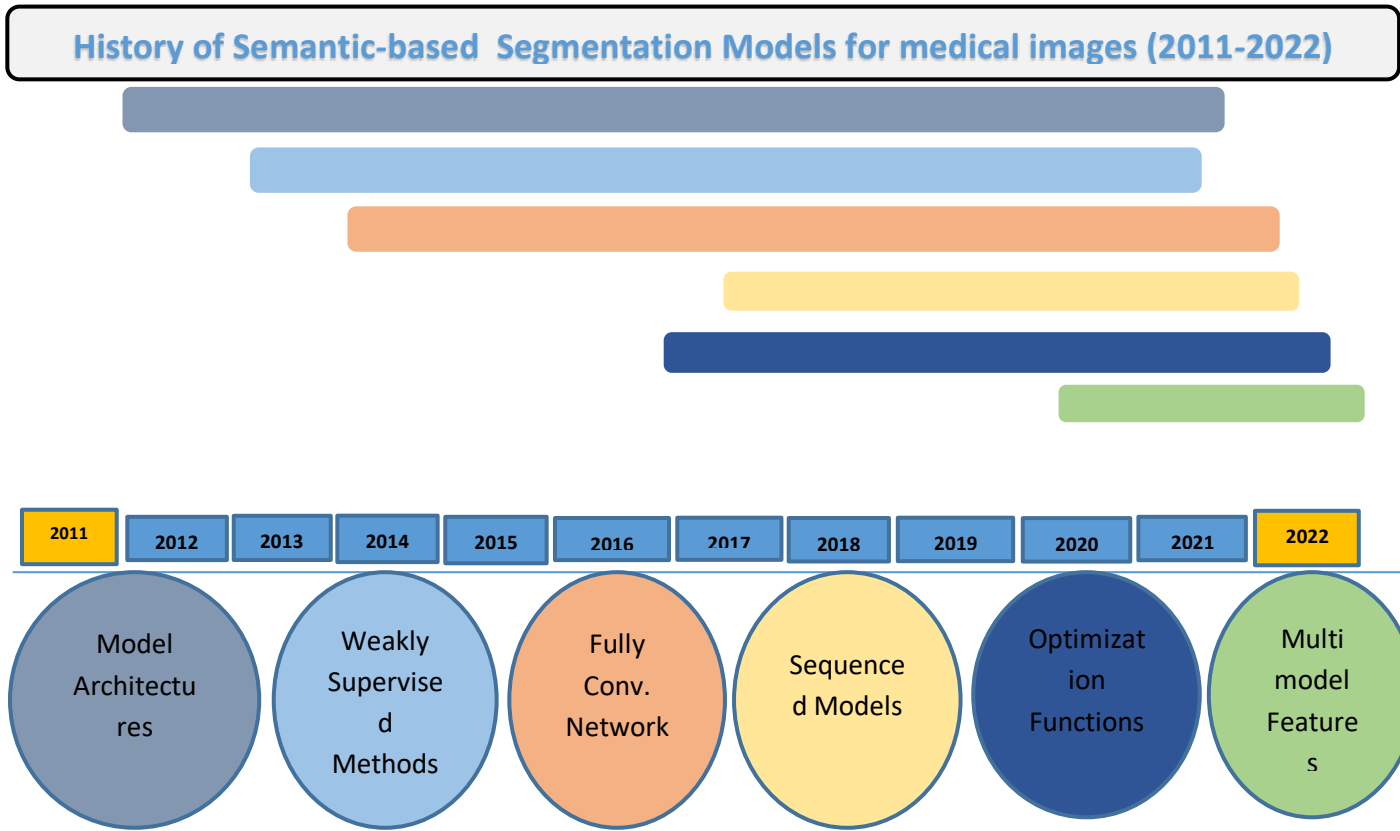 History of Semantic-based  Segmentation Models for medical images (2011-2022)
2011
2012
2013
2014
2015
2016
2017
2018
2019
2020
2021
2022
Model
Architectu
res
Weakly
Supervise
d
Methods
Fully
Conv.
Network
Sequence
d Models
Optimizat
ion
Functions
Multi
model
Feature
s